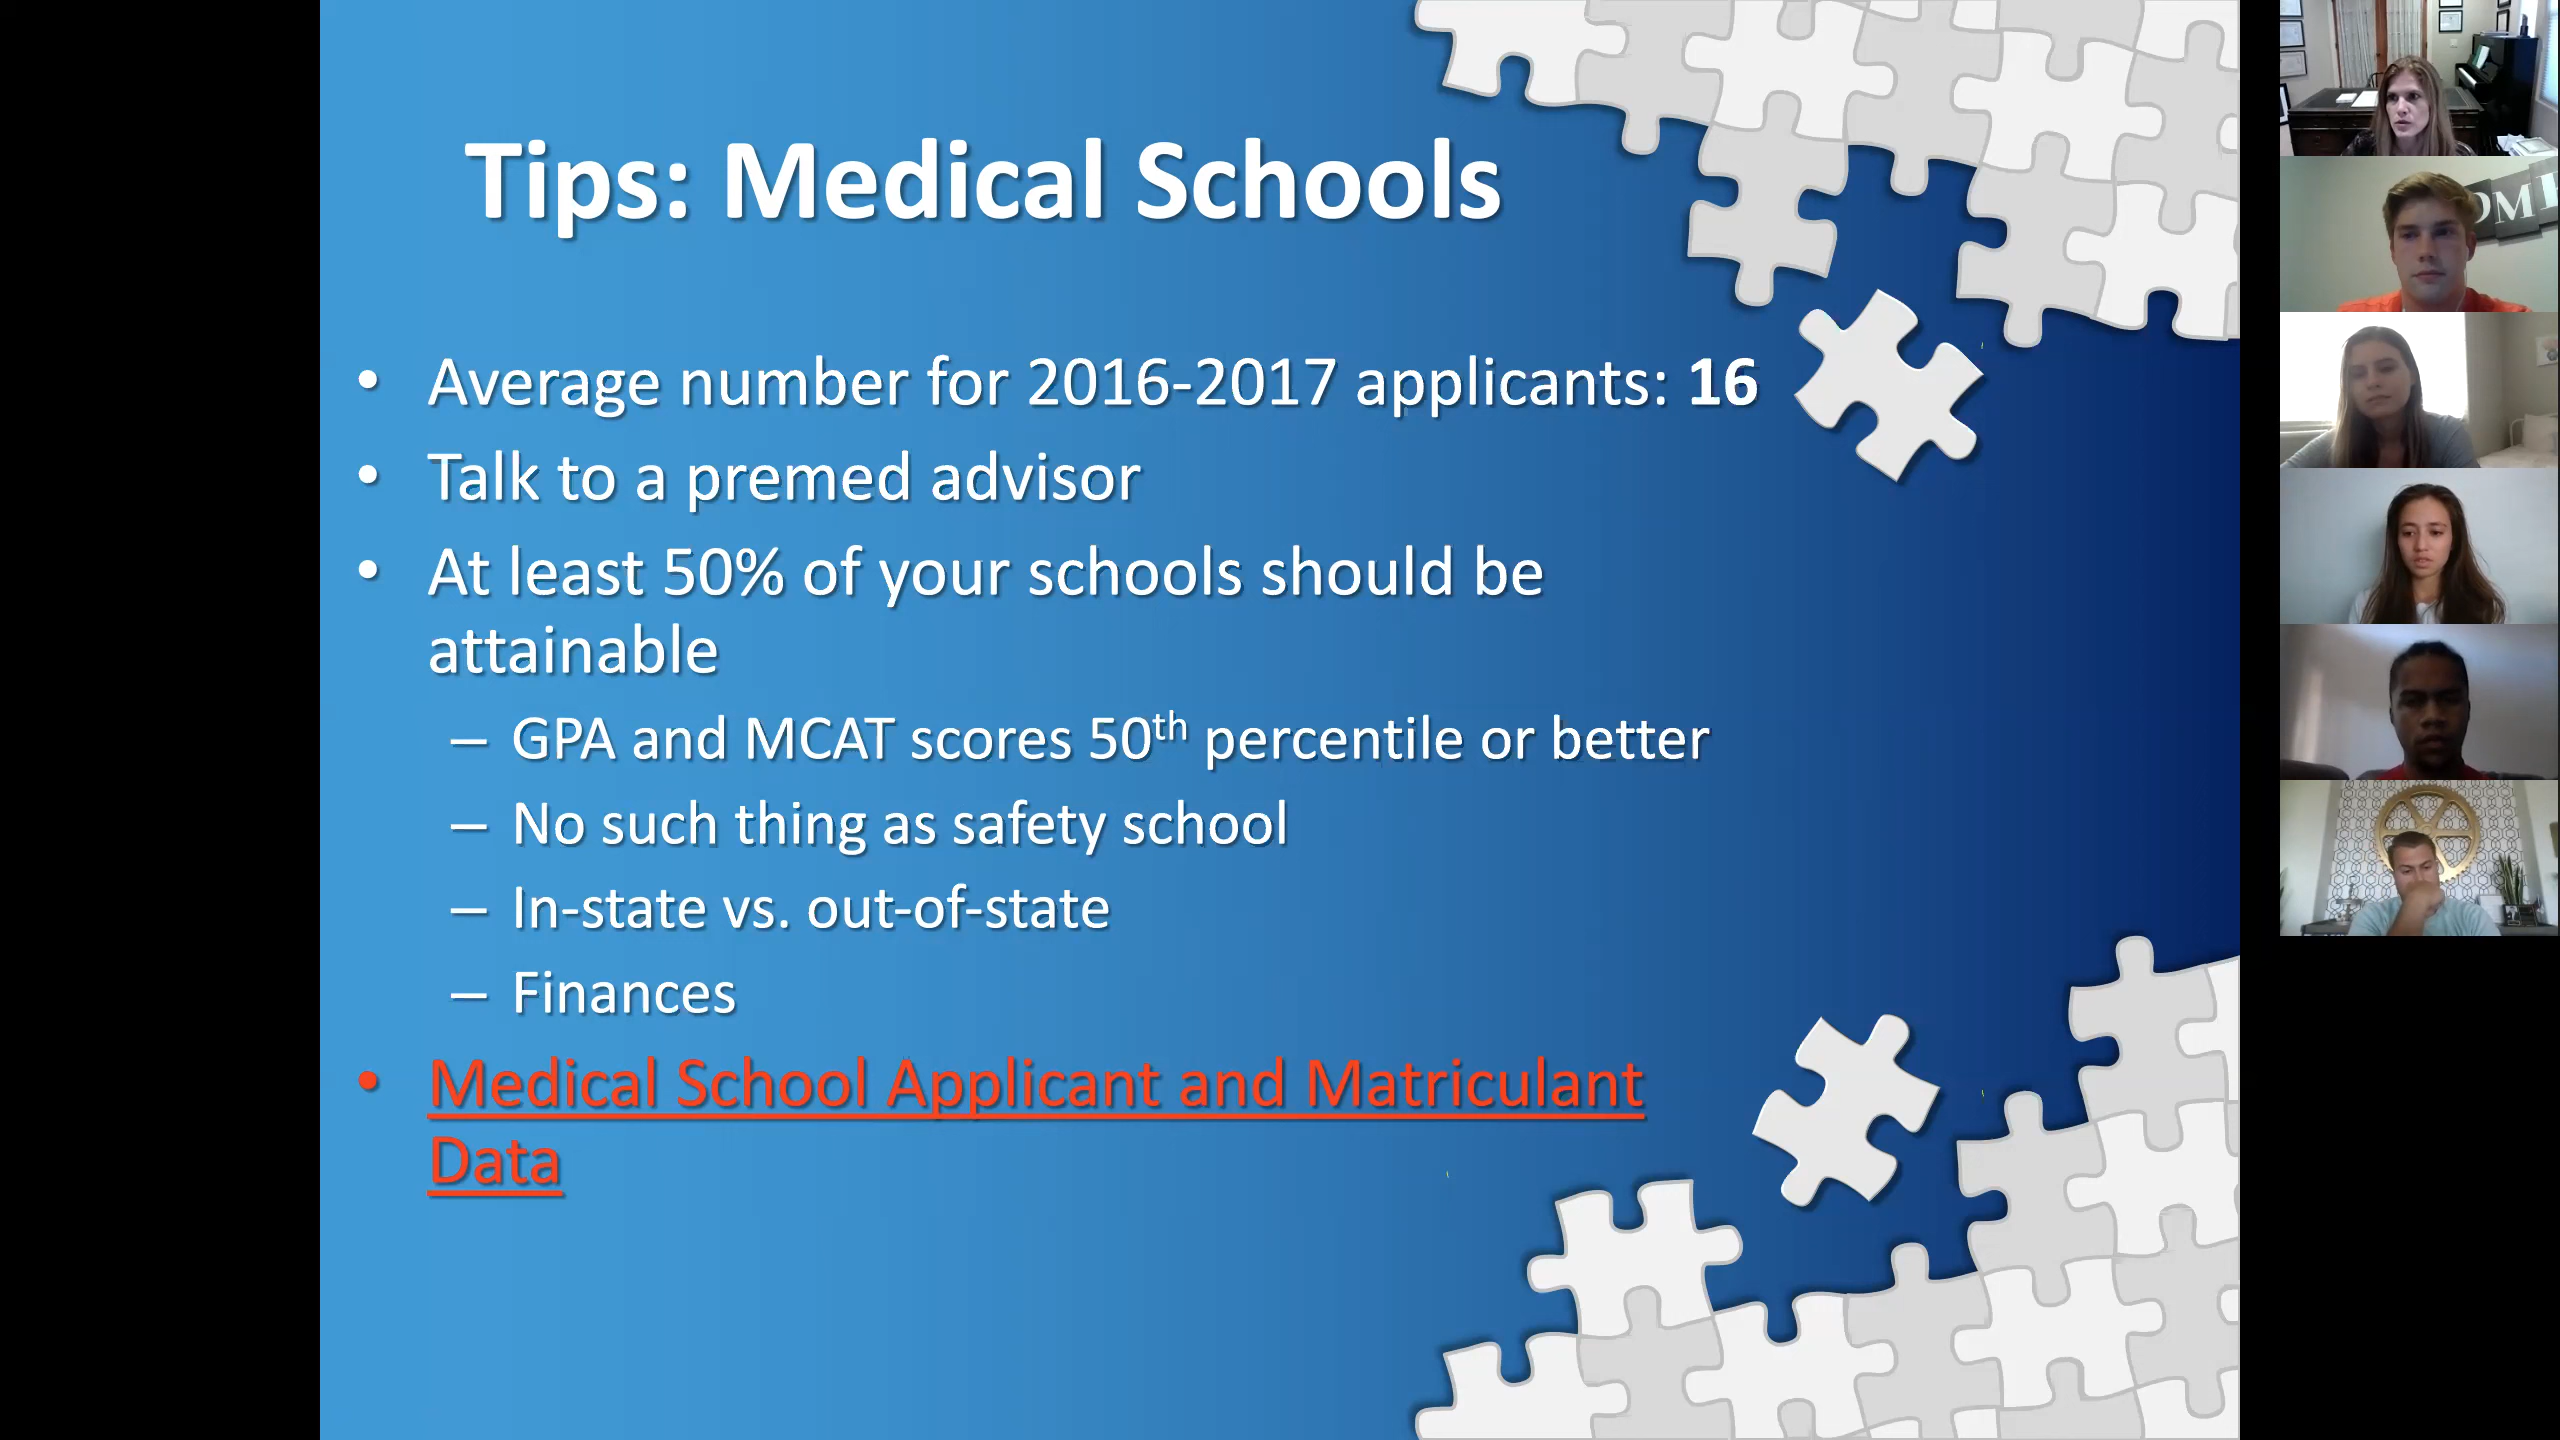 Tips: Medical Schools
• Average number for 2016-2017 applicants: 16
• Talk to a premed advisor
• At least 50% of your schools should be
attainable
– GPA and MCAT scores 50th percentile or better
– No such thing as safety school
– In-state vs. out-of-state
– Finances
• Medical School Applicant and Matriculant
Data